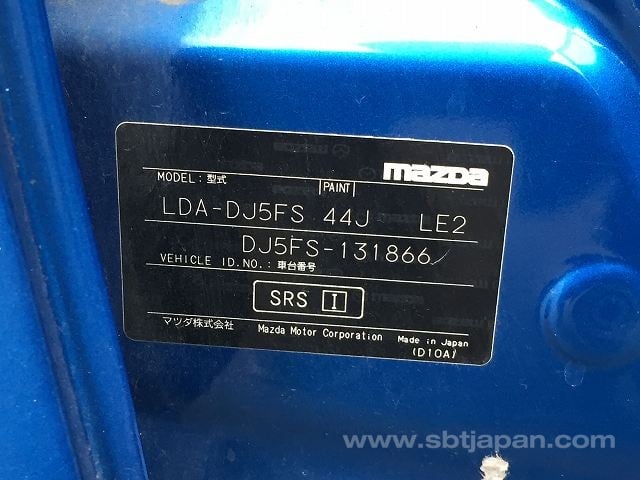 mazda
MODEL: 型式 PAINT
LDA-DJ5FS 44J LE2
DJ5FS-131866
VEHICLE ID.NO.: 車台番号
SRS I
マツダ株式会社 Mazda Motor Corporation Made in Japan
(D10A)
www.sbtjapan.com